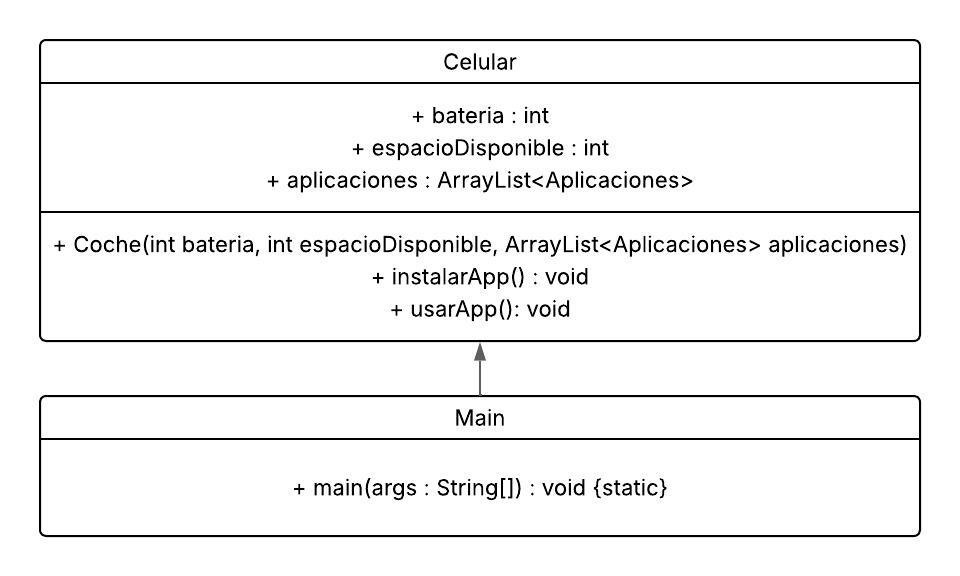 Celular
+ bateria : int
+ espacioDisponible : int
+ aplicaciones : ArrayList<Aplicaciones>
+ Coche(int bateria, int espacioDisponible, ArrayList<Aplicaciones> aplicaciones)
+ instalarApp() : void
+ usarApp(): void
Main
+ main(args : String[]) : void {static}